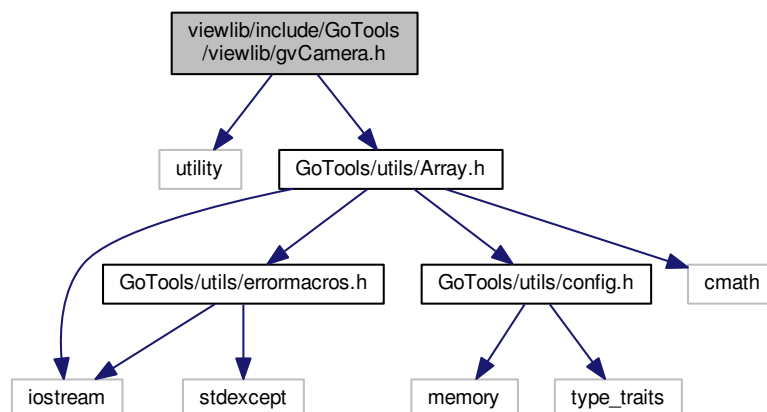 viewlib/include/GoTools
/viewlib/gvCamera.h
utility
GoTools/utils/Array.h
GoTools/utils/errormacros.h
GoTools/utils/config.h
cmath
iostream
stdexcept
memory
type_traits